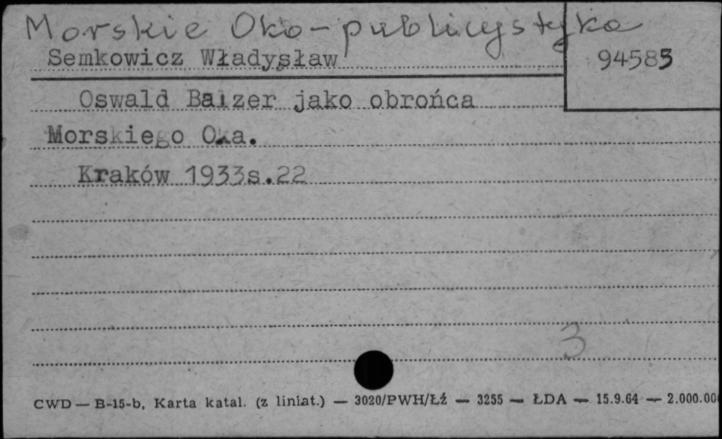 Morskie Oko - publicystyka
Semkowicz Władysław
94585
Oswald Balzer jako obrońca
Morskiego Oka.
Kraków 1933s.22
3
CWD — B-15-b, Karta katal. (z liniat.) — 3020/PWH/Łź — 3255 — ŁDA — 15.9.64 — 2.000.00